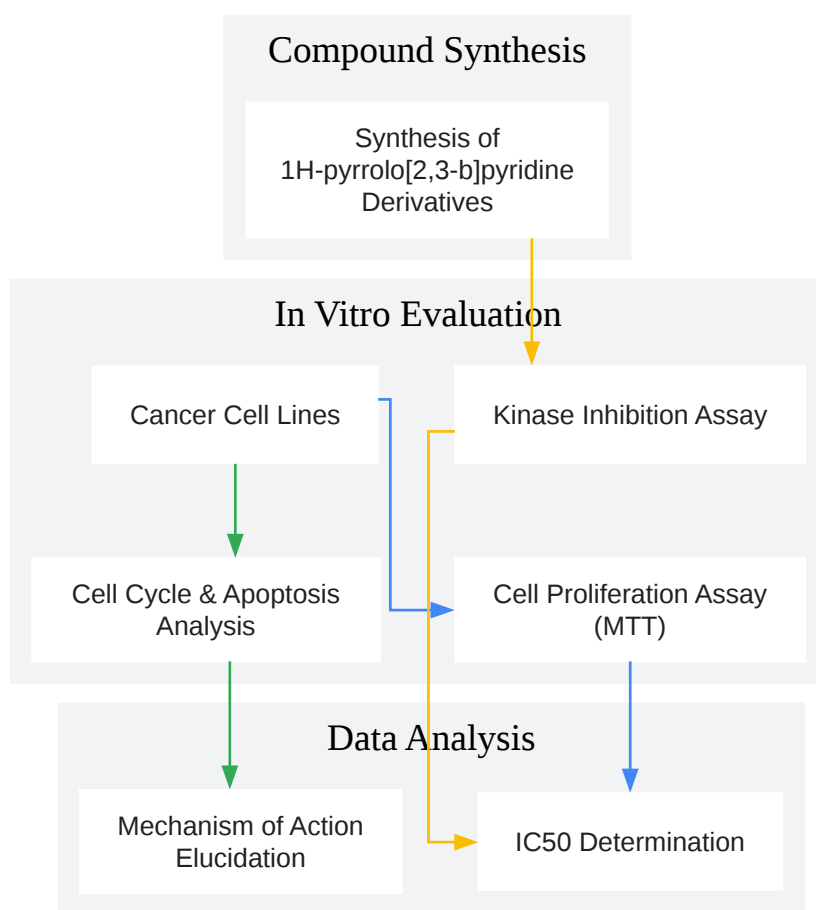 Compound Synthesis
Synthesis of
1H-pyrrolo[2,3-b]pyridine
Derivatives
In Vitro Evaluation
Cancer Cell Lines
Kinase Inhibition Assay
Cell Cycle & Apoptosis
Analysis
Cell Proliferation Assay
(MTT)
Data Analysis
Mechanism of Action
Elucidation
IC50 Determination